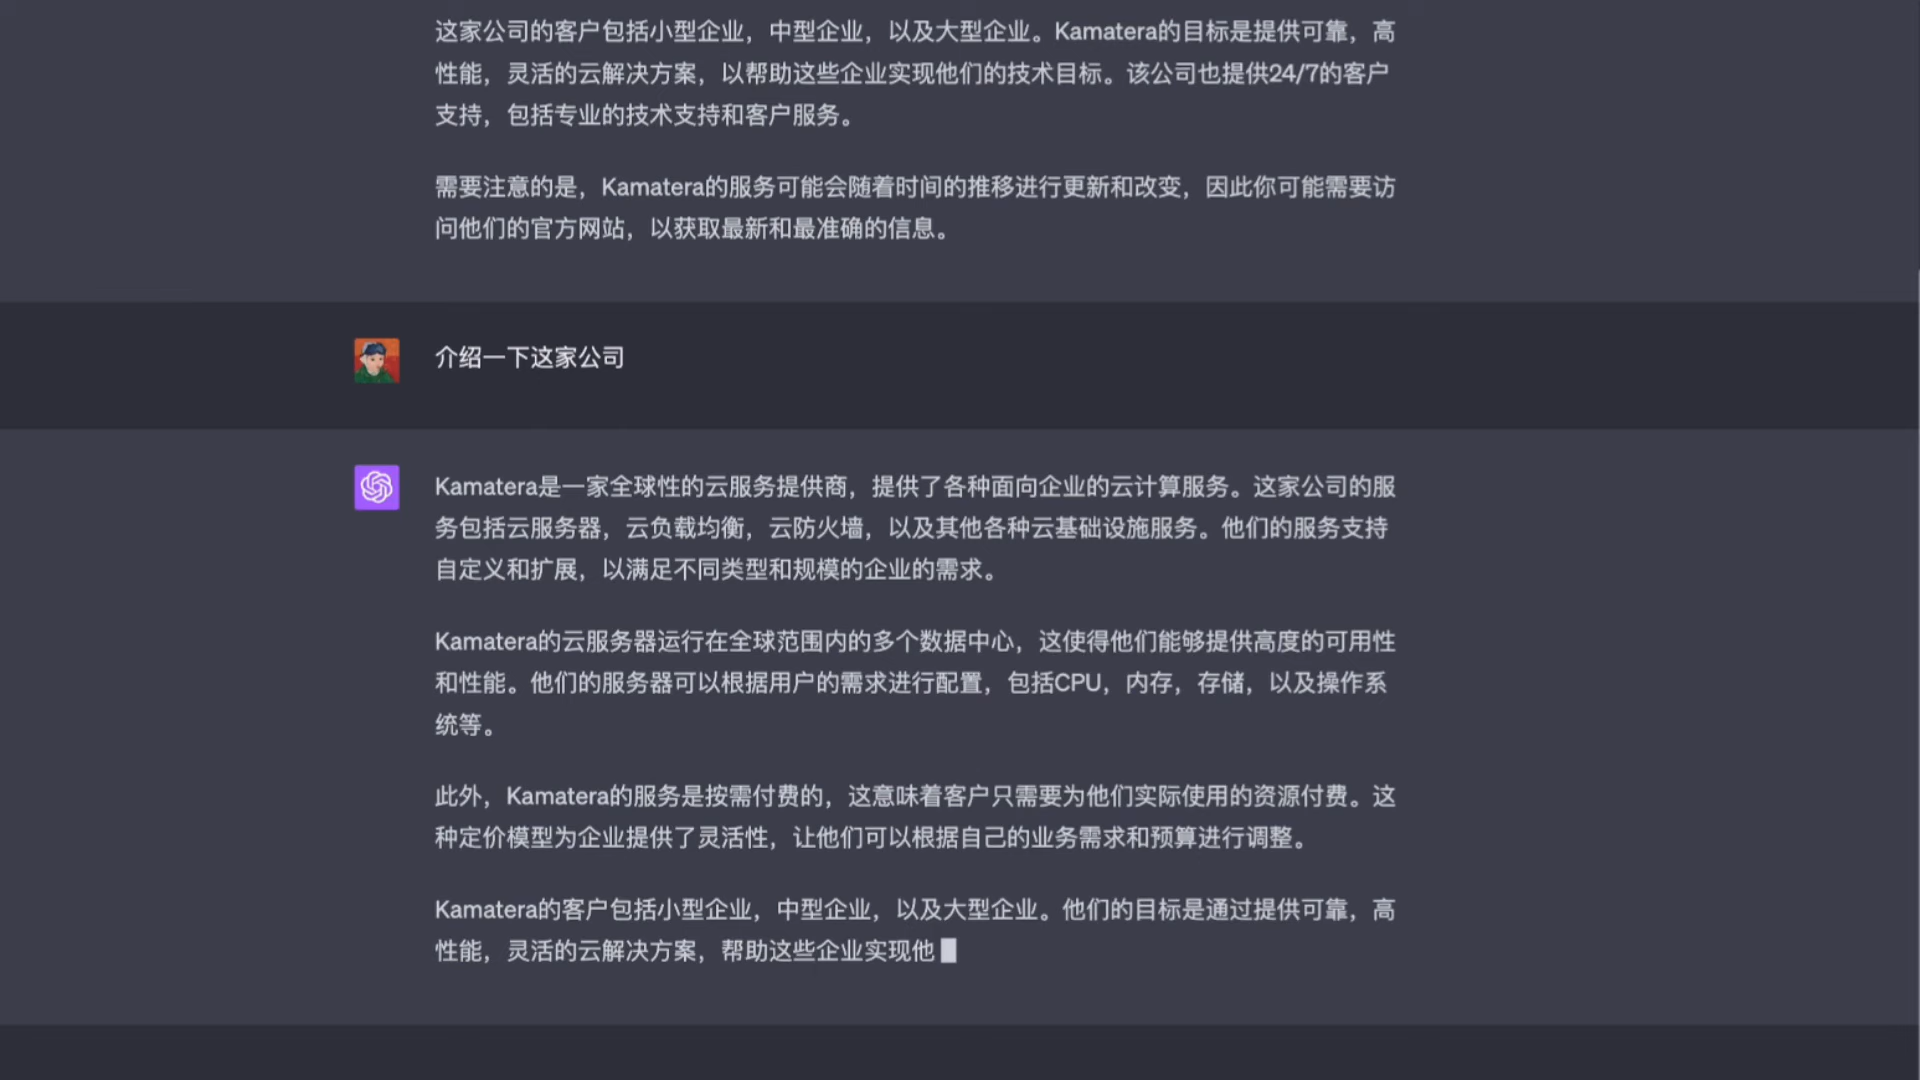 这家公司的客户包括小型企业，中型企业，以及大型企业。Kamatera的目标是提供可靠，高
性能，灵活的云解决方案，以帮助这些企业实现他们的技术目标。该公司也提供24/7的客户
支持，包括专业的技术支持和客户服务。
需要注意的是，Kamatera的服务可能会随着时间的推移进行更新和改变，因此你可能需要访
问他们的官方网站，以获取最新和最准确的信息。
介绍一下这家公司
Kamatera是一家全球性的云服务提供商，提供了各种面向企业的云计算服务。这家公司的服
务包括云服务器，云负载均衡，云防火墙，以及其他各种云基础设施服务。他们的服务支持
自定义和扩展，以满足不同类型和规模的企业的需求。
Kamatera的云服务器运行在全球范围内的多个数据中心，这使得他们能够提供高度的可用性
和性能。他们的服务器可以根据用户的需求进行配置，包括CPU，内存，存储，以及操作系
统等。
此外，Kamatera的服务是按需付费的，这意味着客户只需要为他们实际使用的资源付费。这
种定价模型为企业提供了灵活性，让他们可以根据自己的业务需求和预算进行调整。
Kamatera的客户包括小型企业，中型企业，以及大型企业。他们的目标是通过提供可靠，高
性能，灵活的云解决方案，帮助这些企业实现他